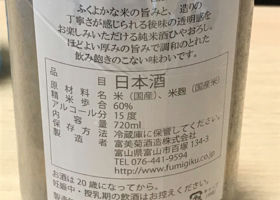 ふくよかな米の旨みと、造りの
丁寧さが感じられる後味の透明感を
お楽しみいただける純米酒ひやおろし。
ほどよい厚みの旨みで調和のとれた
飲み飽きのこない味わいです。
品目 日本酒
原材料名 米（国産）、米麹（国産米）
精米歩合 60%
アルコール分 15度
内容量 720ml
保存方法 冷蔵庫に保管してください。
富美菊酒造株式会社
富山県富山市百塚134-3
TEL 076-441-9594
http://www.fumigiku.co.jp
お酒は20歳になってから。
妊娠中・授乳期の飲酒はお控えください。